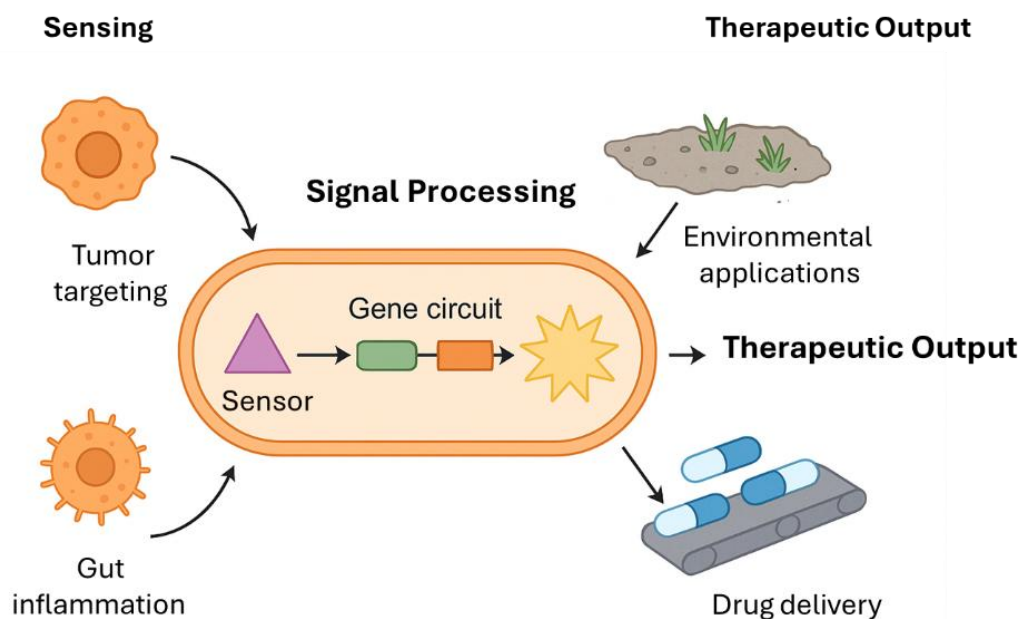 Sensing
Therapeutic Output
Tumor
targeting
Signal Processing
Environmental
applications
Gene circuit
Sensor
Therapeutic Output
Gut
inflammation
Drug delivery